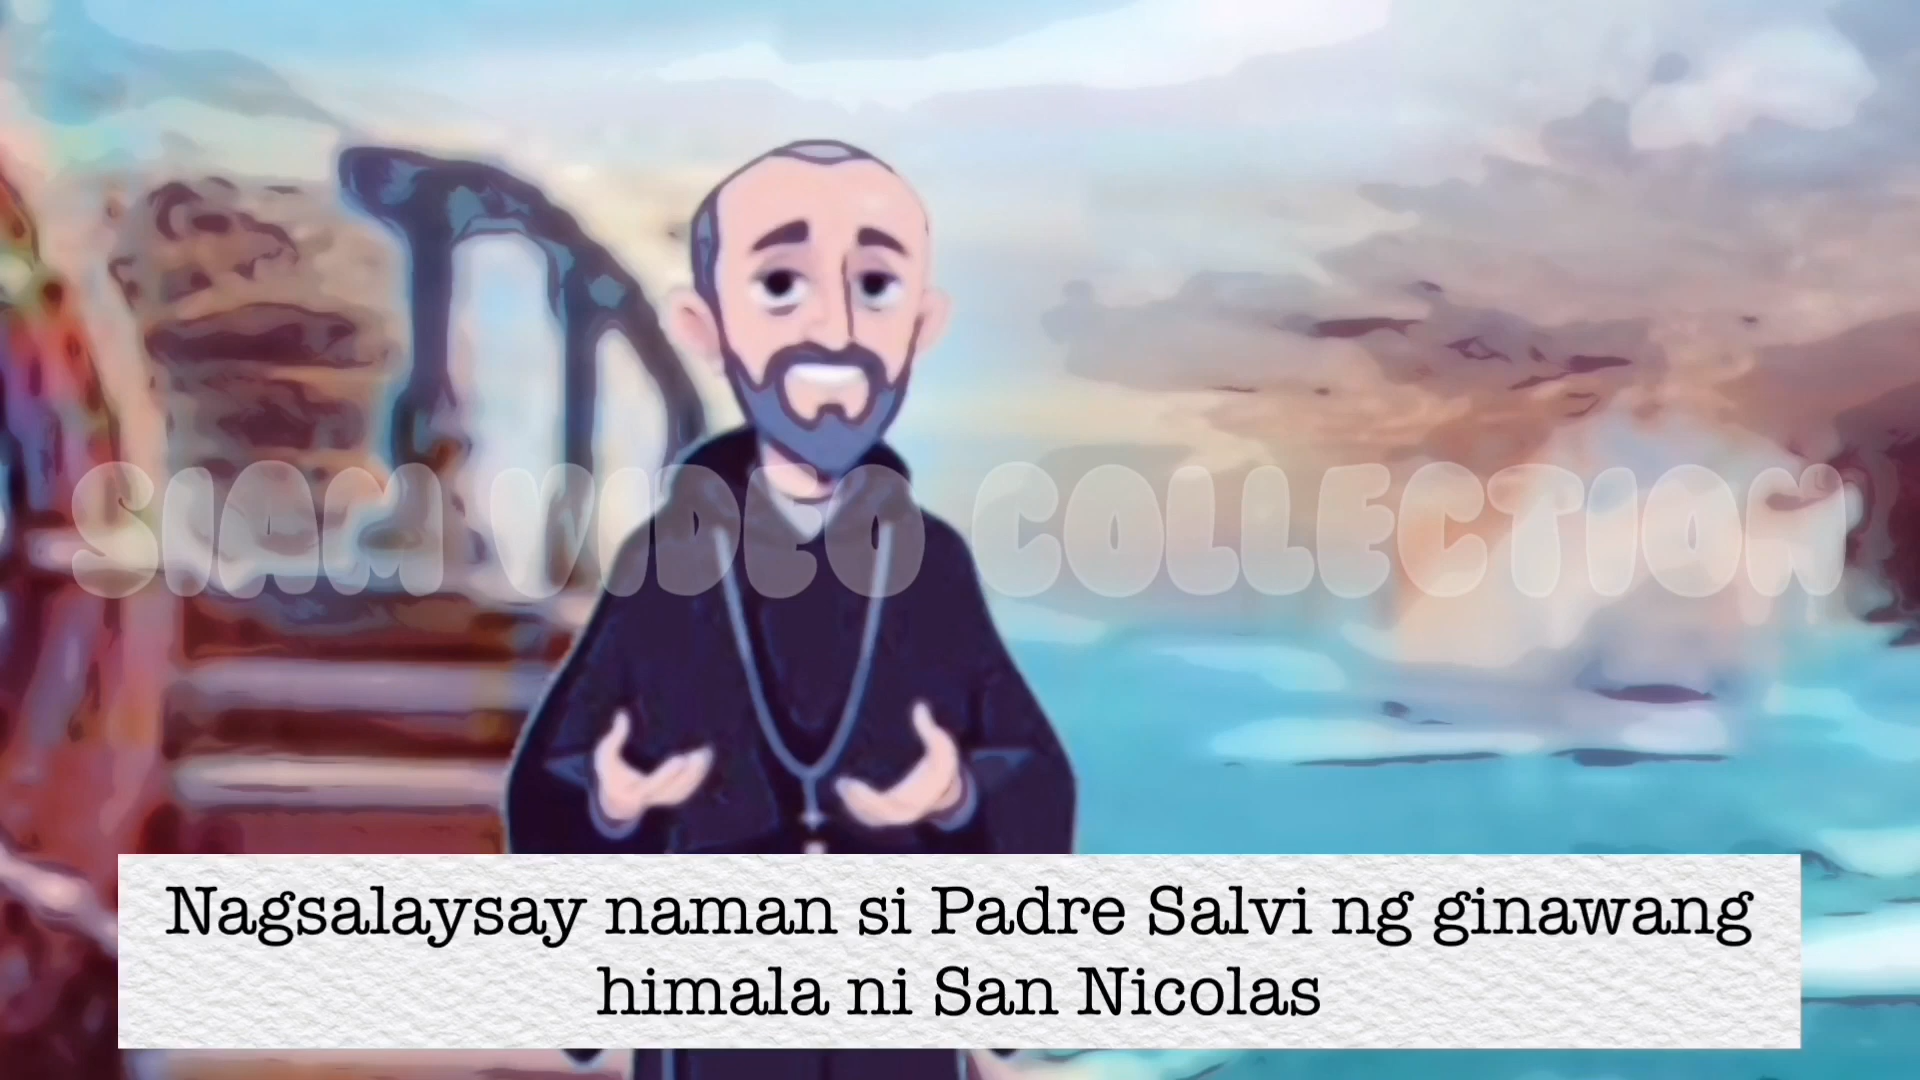 SIAM VIDEO COLLECTION
Nagsalaysay naman si Padre Salvi ng ginawang
himala ni San Nicolas